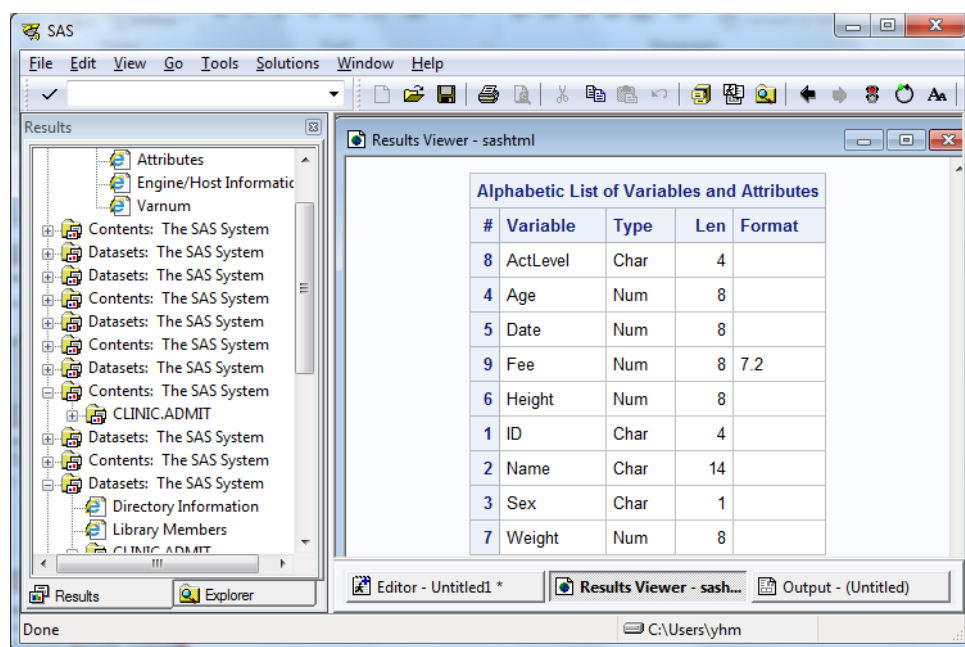 SAS
File Edit View Go Tools Solutions Window Help
Results
Attributes
Engine/Host Informatic
Varnum
Contents: The SAS System
Datasets: The SAS System
Datasets: The SAS System
Contents: The SAS System
Datasets: The SAS System
Contents: The SAS System
Datasets: The SAS System
Contents: The SAS System
CLINIC.ADMIT
Datasets: The SAS System
Contents: The SAS System
Datasets: The SAS System
Directory Information
Library Members
CLINIC.ADMIT
Results Explorer
Results Viewer - sashtml
Alphabetic List of Variables and Attributes
# Variable Type Len Format
8 ActLevel Char 4
4 Age Num 8
5 Date Num 8
9 Fee Num 8 7.2
6 Height Num 8
1 ID Char 4
2 Name Char 14
3 Sex Char 1
7 Weight Num 8
Editor - Untitled1 * Results Viewer - sash... Output - (Untitled)
Done C:\Users\yhm